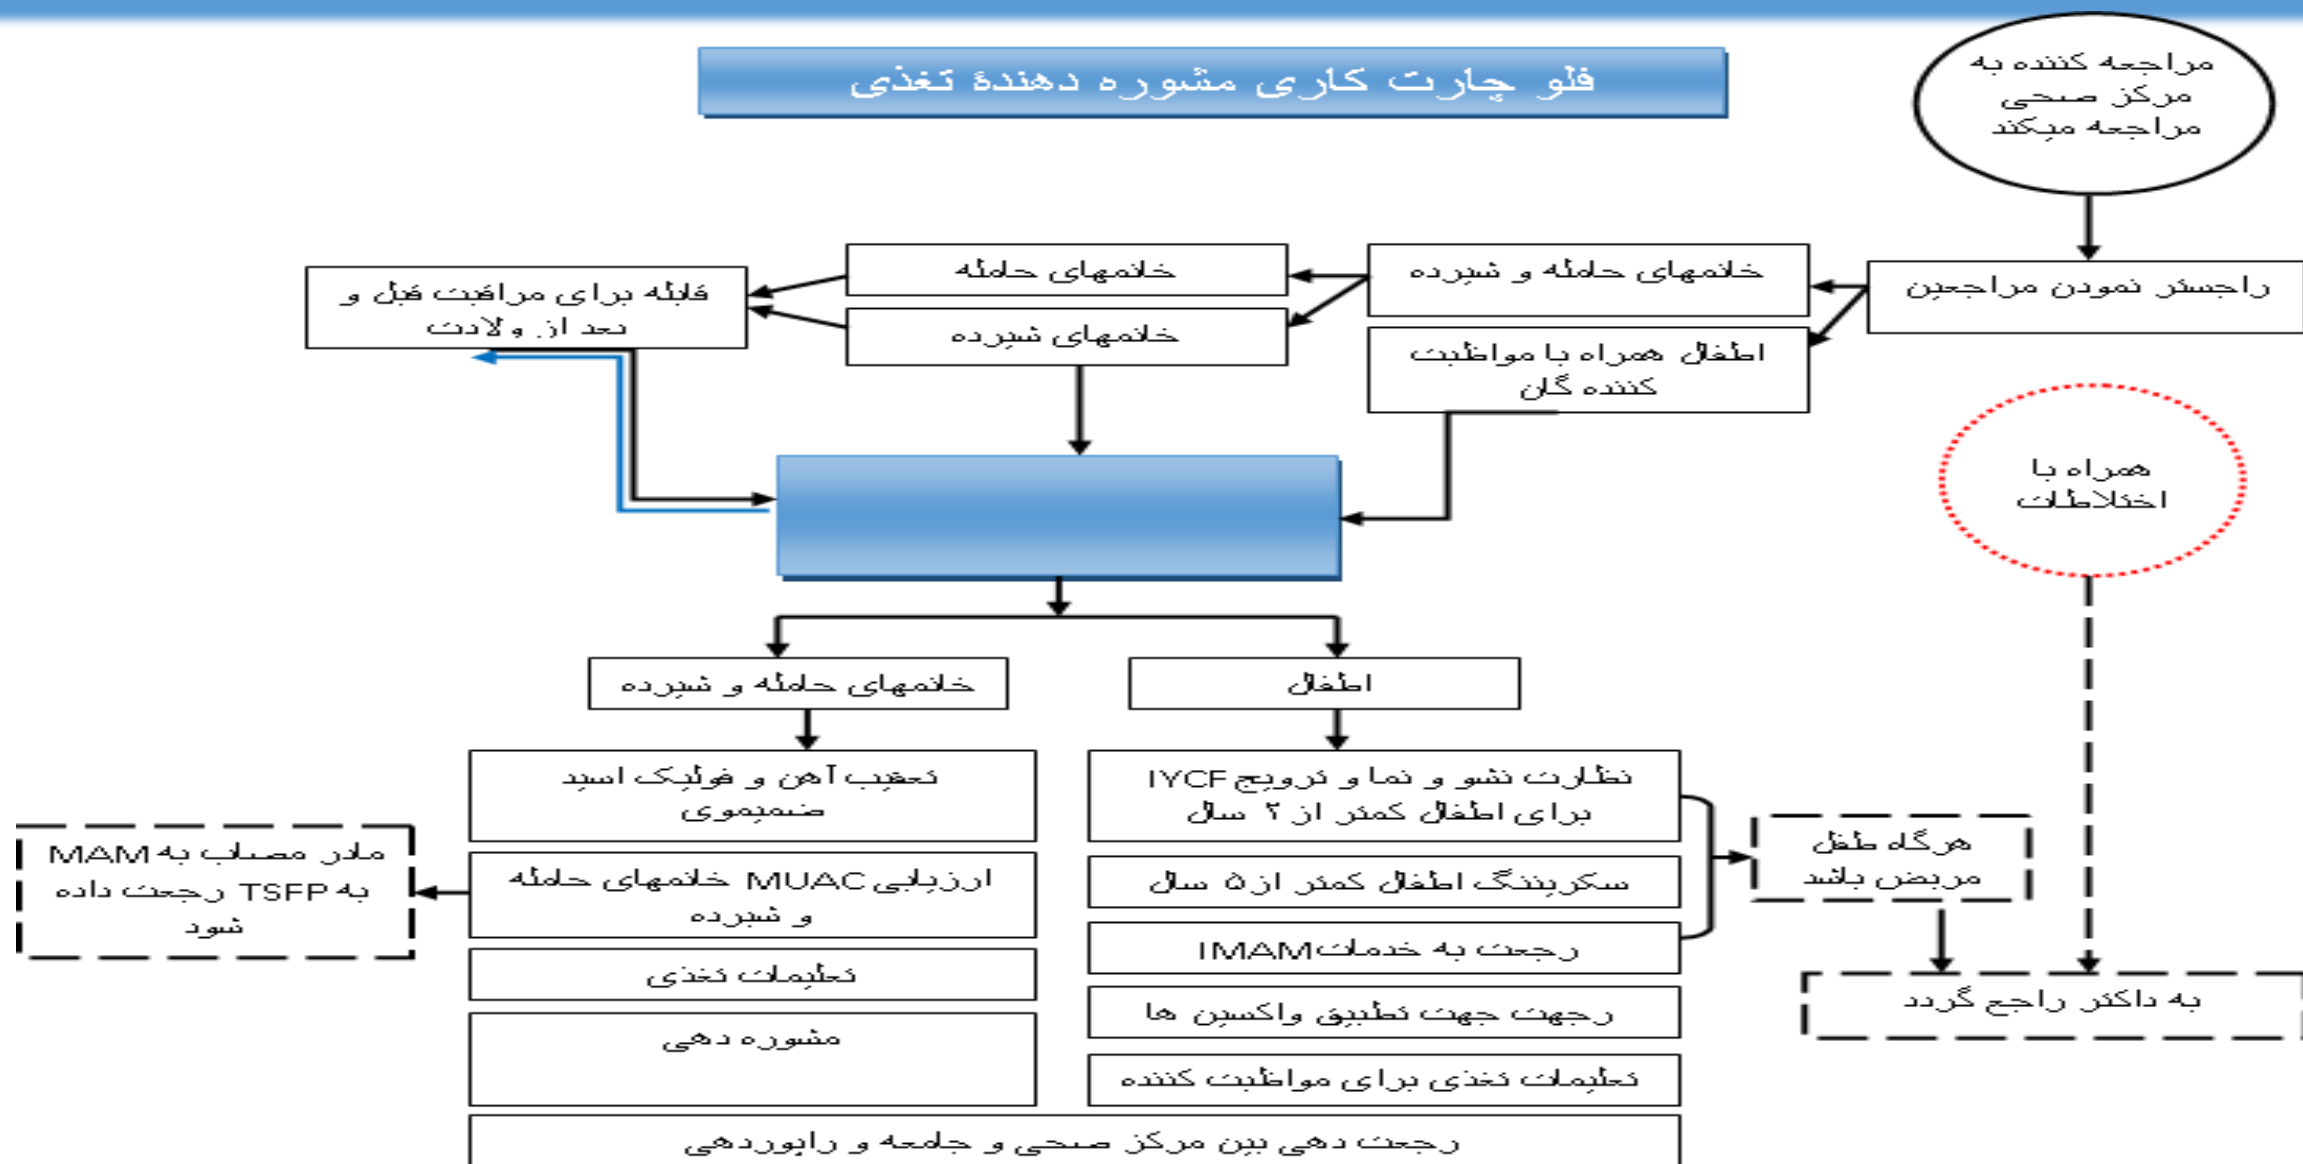 فلو چارت کاری مشوره دهندۀ تغذی
مراجعه کننده به
مرکز صحی
مراجعه میکند
راجستر نمودن مراجعین
خانمهای حامله و شیرده
اطفال همراه با مواظبت
کننده گان
خانمهای حامله
خانمهای شیرده
قابله برای مراقبت قبل و
بعد از ولادت
همراه با
اختلاطات
اطفال
خانمهای حامله و شیرده
نظارت نشو و نما و ترویج IYCF
برای اطفال کمتر از ۲ سال
سکریننگ اطفال کمتر از ۵ سال
رجعت به خدمات IMAM
رجهت جهت تطبیق واکسین ها
تعلیمات تغذی برای مواظبت کننده
هرگاه طفل
مریض باشد
به داکتر راجع گردد
تعقیب آهن و فولیک اسید
ضمیموی
ارزیابی MUAC خانمهای حامله
و شیرده
تعلیمات تغذی
مشوره دهی
مادر مصاب به MAM
به TSFP رجعت داده
شود
رجعت دهی بین مرکز صحی و جامعه و راپوردهی